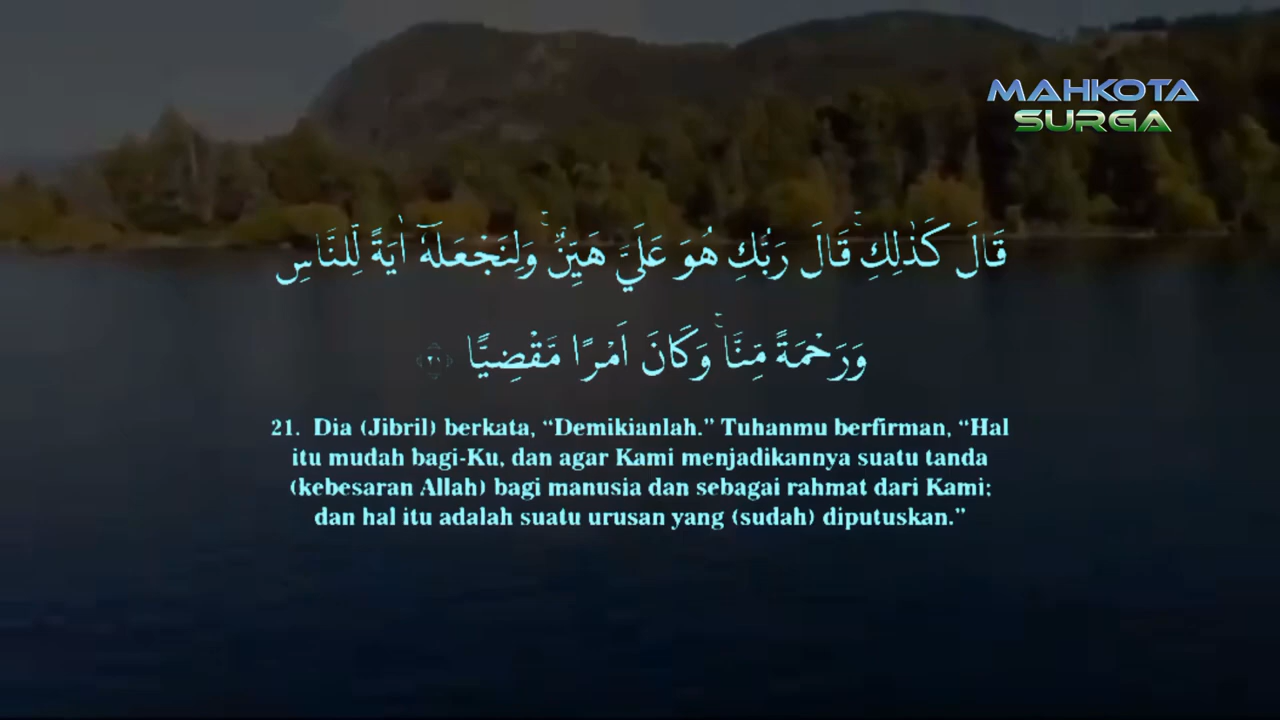 MAHKOTA
SURGA
قَالَ كَذٰلِكِۚ قَالَ رَبُّكِ هُوَ عَلَيَّ هَيِّنٌۚ وَلِنَجْعَلَهٗٓ اٰيَةً لِّلنَّاسِ
وَرَحْمَةً مِّنَّاۚ وَكَانَ اَمْرًا مَّقْضِيًّا ٢١
21. Dia (Jibril) berkata, “Demikianlah.” Tuhanmu berfirman, “Hal
itu mudah bagi-Ku, dan agar Kami menjadikannya suatu tanda
(kebesaran Allah) bagi manusia dan sebagai rahmat dari Kami;
dan hal itu adalah suatu urusan yang (sudah) diputuskan.”